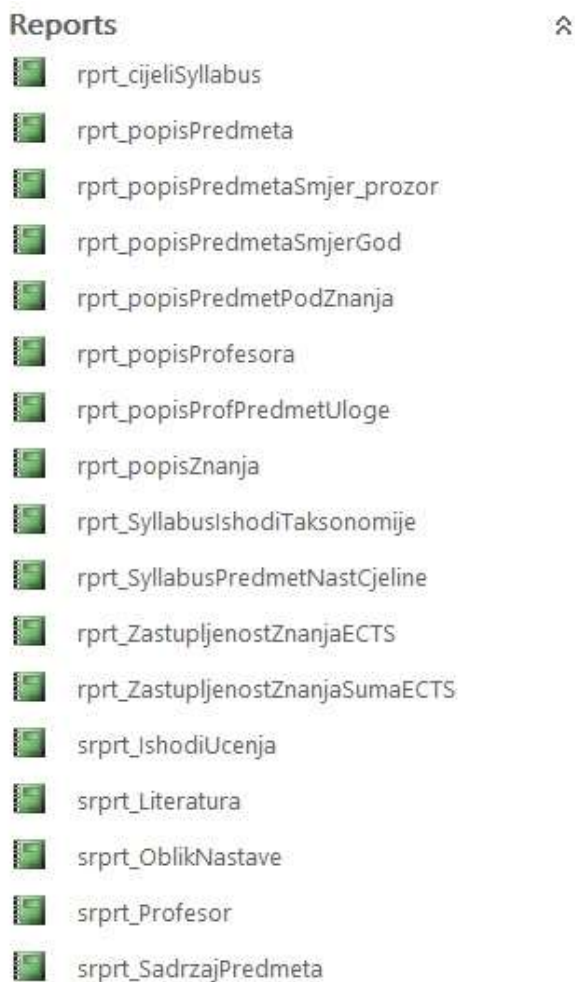 Reports
rprt_cijeliSyllabus
rprt_popisPredmeta
rprt_popisPredmetaSmjer_prozor
rprt_popisPredmetaSmjerGod
rprt_popisPredmetPodZnanja
rprt_popisProfesora
rprt_popisProfPredmetUloge
rprt_popisZnanja
rprt_SyllabusIshodiTaksonomije
rprt_SyllabusPredmetNastCjeline
rprt_ZastupljenostZnanjaECTS
rprt_ZastupljenostZnanjaSumaECTS
srprt_IshodiUcenja
srprt_Literatura
srprt_OblikNastave
srprt_Profesor
srprt_SadrzajPredmeta